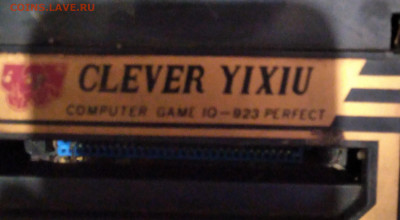 COINS.LAVE.RU
CLEVER YIXIU
COMPUTER GAME IQ-923 PERFECT